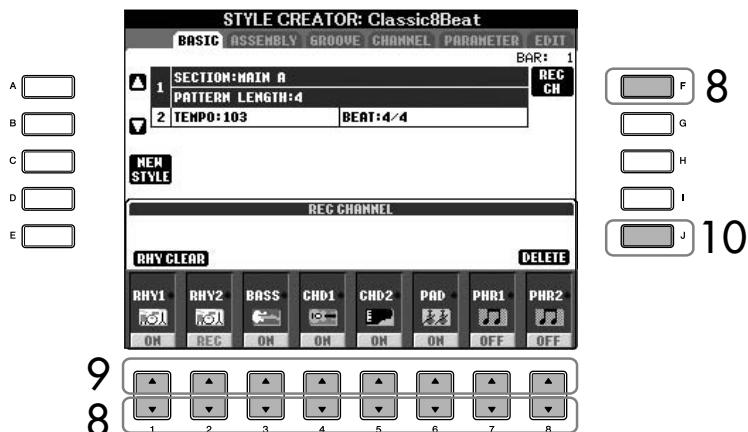 STYLE CREATOR: Classic8Beat
BASIC ASSEMBLY GROOVE CHANNEL PARAMETER EDIT
BAR: 1
1 SECTION:MAIN A
PATTERN LENGTH:4
REC CH
2 TEMPO:103 BEAT:4/4
NEW STYLE
REC CHANNEL
RHY CLEAR DELETE
RHY1 RHY2 BASS CHD1 CHD2 PAD PHR1 PHR2
ON REC ON ON ON ON OFF OFF
A
B
C
D
E
F 8
G
H
I
J 10
9
8
1 2 3 4 5 6 7 8